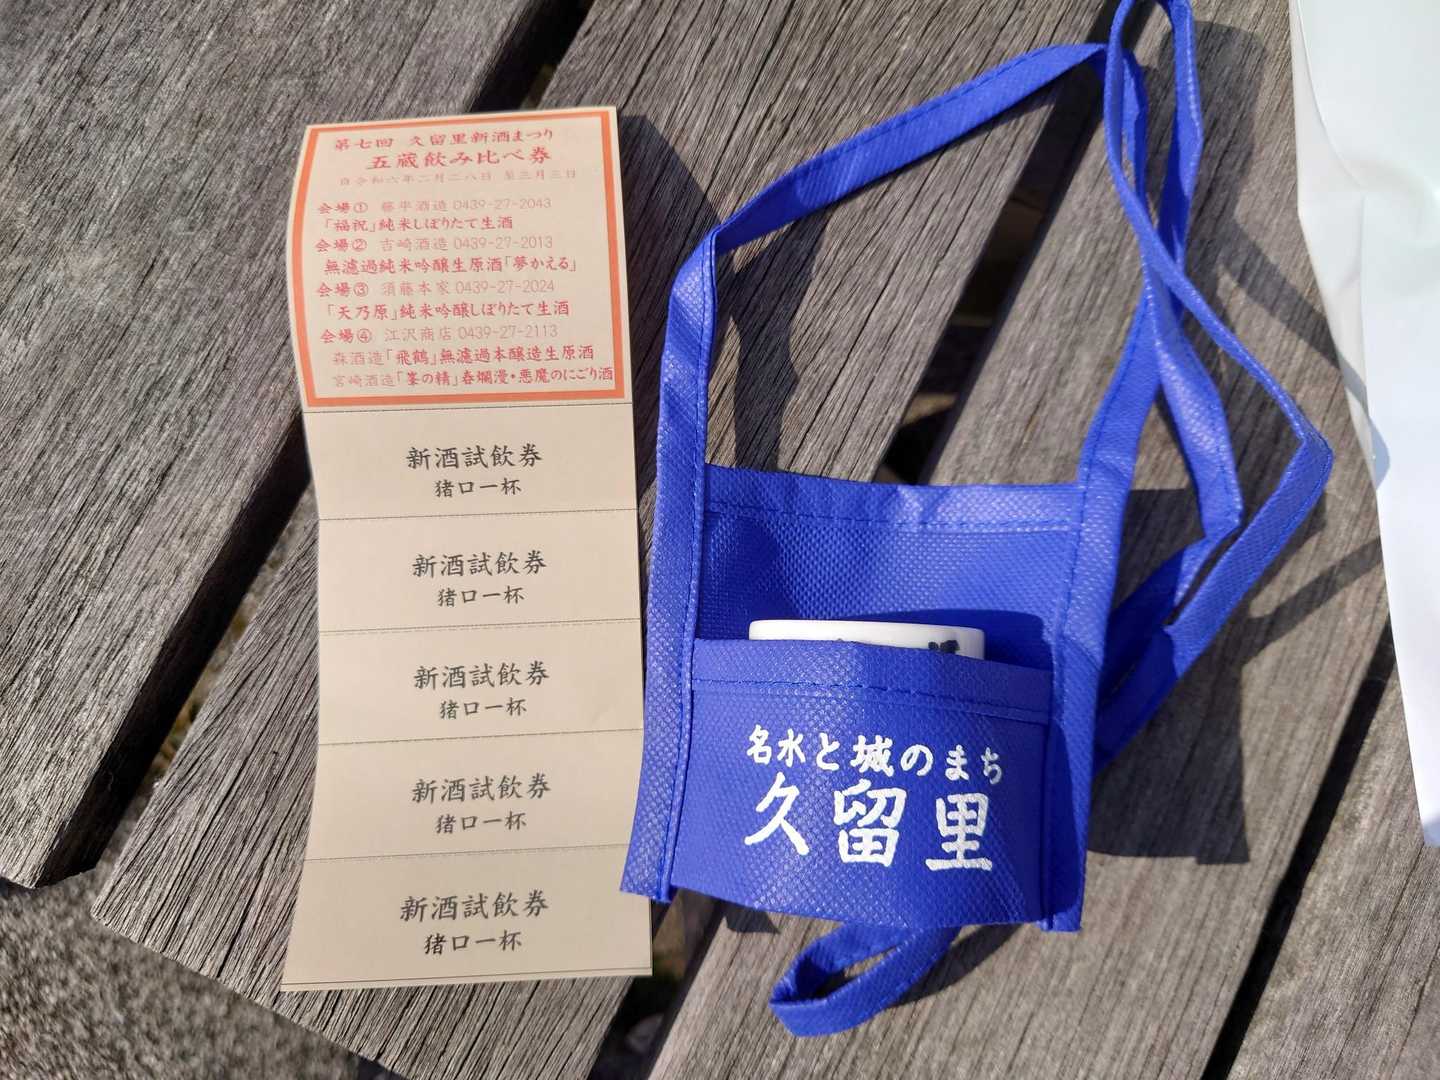 第七回 久留里新酒まつり
五蔵飲み比べ券
自令和六年二月二八日 至三月三日
会場① 藤平酒造 0439-27-2043
「福祝」純米しぼりたて生酒
会場② 吉崎酒造 0439-27-2013
無濾過純米吟醸生原酒「夢かえる」
会場③ 須藤本家 0439-27-2024
「天乃原」純米吟醸しぼりたて生酒
会場④ 江沢商店 0439-27-2113
森酒造「飛鶴」無濾過本醸造生原酒
宮崎酒造「峯の精」春爛漫・悪魔のにごり酒
新酒試飲券
猪口一杯
新酒試飲券
猪口一杯
新酒試飲券
猪口一杯
新酒試飲券
猪口一杯
新酒試飲券
猪口一杯
名水と城のまち
久留里